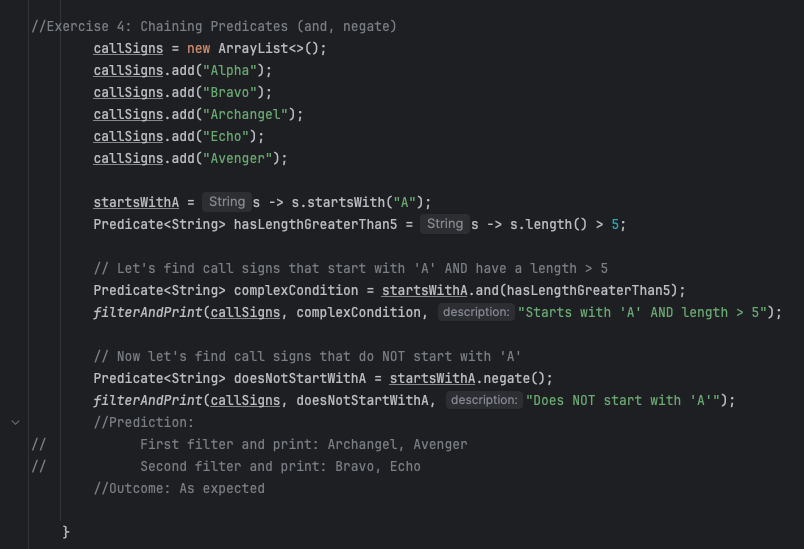 //Exercise 4: Chaining Predicates (and, negate)
callSigns = new ArrayList<>();
callSigns.add("Alpha");
callSigns.add("Bravo");
callSigns.add("Archangel");
callSigns.add("Echo");
callSigns.add("Avenger");
startsWithA = String s -> s.startsWith("A");
Predicate<String> hasLengthGreaterThan5 = String s -> s.length() > 5;
// Let's find call signs that start with 'A' AND have a length > 5
Predicate<String> complexCondition = startsWithA.and(hasLengthGreaterThan5);
filterAndPrint(callSigns, complexCondition, description: "Starts with 'A' AND length > 5");
// Now let's find call signs that do NOT start with 'A'
Predicate<String> doesNotStartWithA = startsWithA.negate();
filterAndPrint(callSigns, doesNotStartWithA, description: "Does NOT start with 'A'");
//Prediction:
// First filter and print: Archangel, Avenger
// Second filter and print: Bravo, Echo
//Outcome: As expected
}